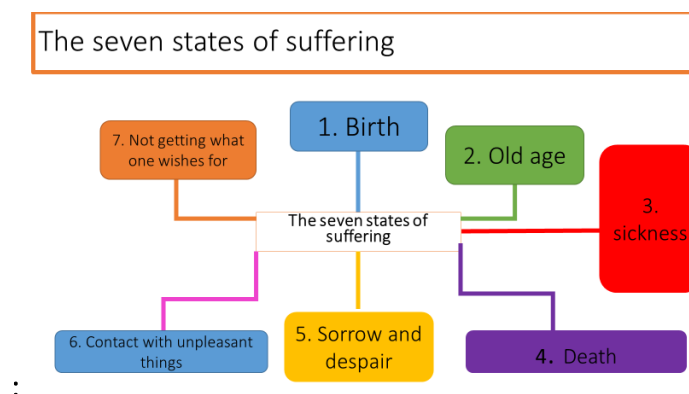 The seven states of suffering
1. Birth
7. Not getting what
one wishes for
2. Old age
3.
sickness
The seven states of
suffering
6. Contact with unpleasant
things
5. Sorrow and
despair
4. Death
: